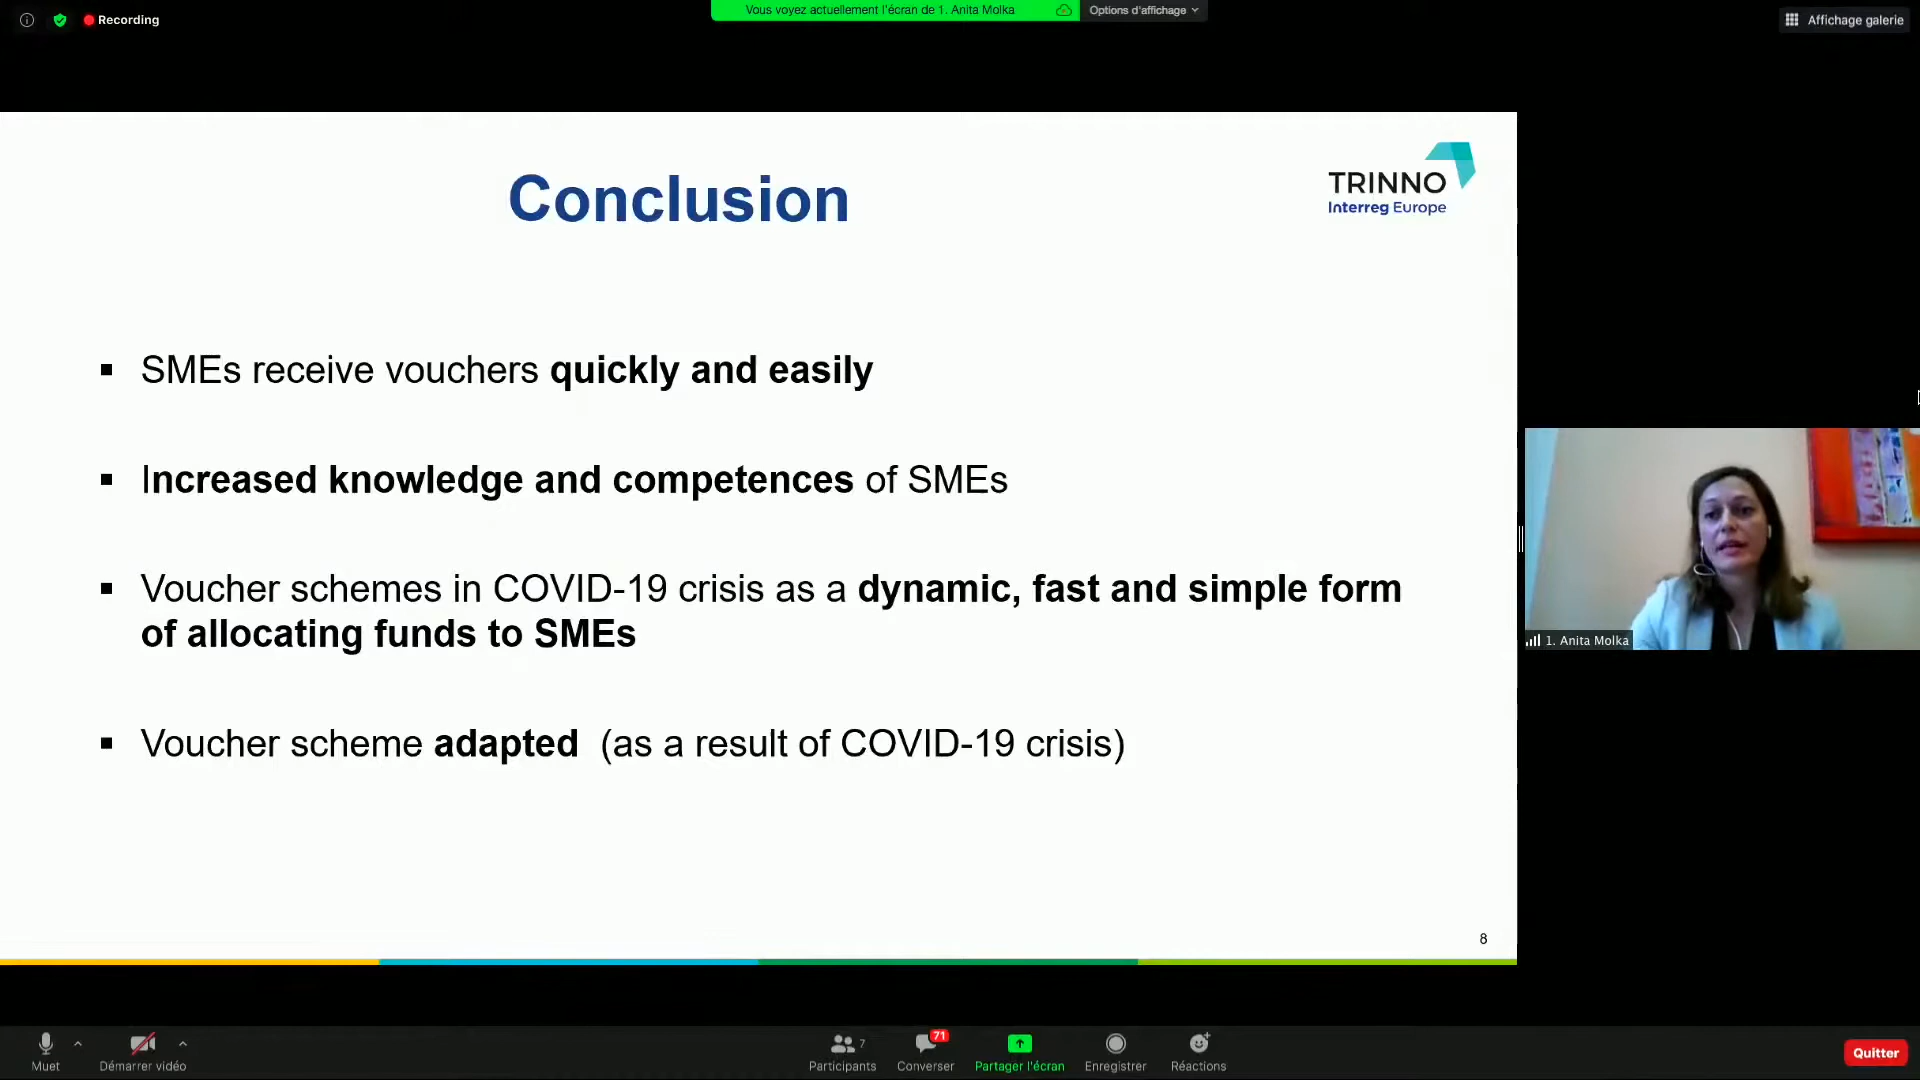 Recording
Vous voyez actuellement l'écran de 1. Anita Molka
Options d'affichage
Affichage galerie
Conclusion
TRINNO
Interreg Europe
SMEs receive vouchers quickly and easily
Increased knowledge and competences of SMEs
Voucher schemes in COVID-19 crisis as a dynamic, fast and simple form
of allocating funds to SMEs
Voucher scheme adapted (as a result of COVID-19 crisis)
8
1. Anita Molka
Muet
Démarrer vidéo
7
Participants
71
Converser
Partager l'écran
Enregistrer
Réactions
Quitter